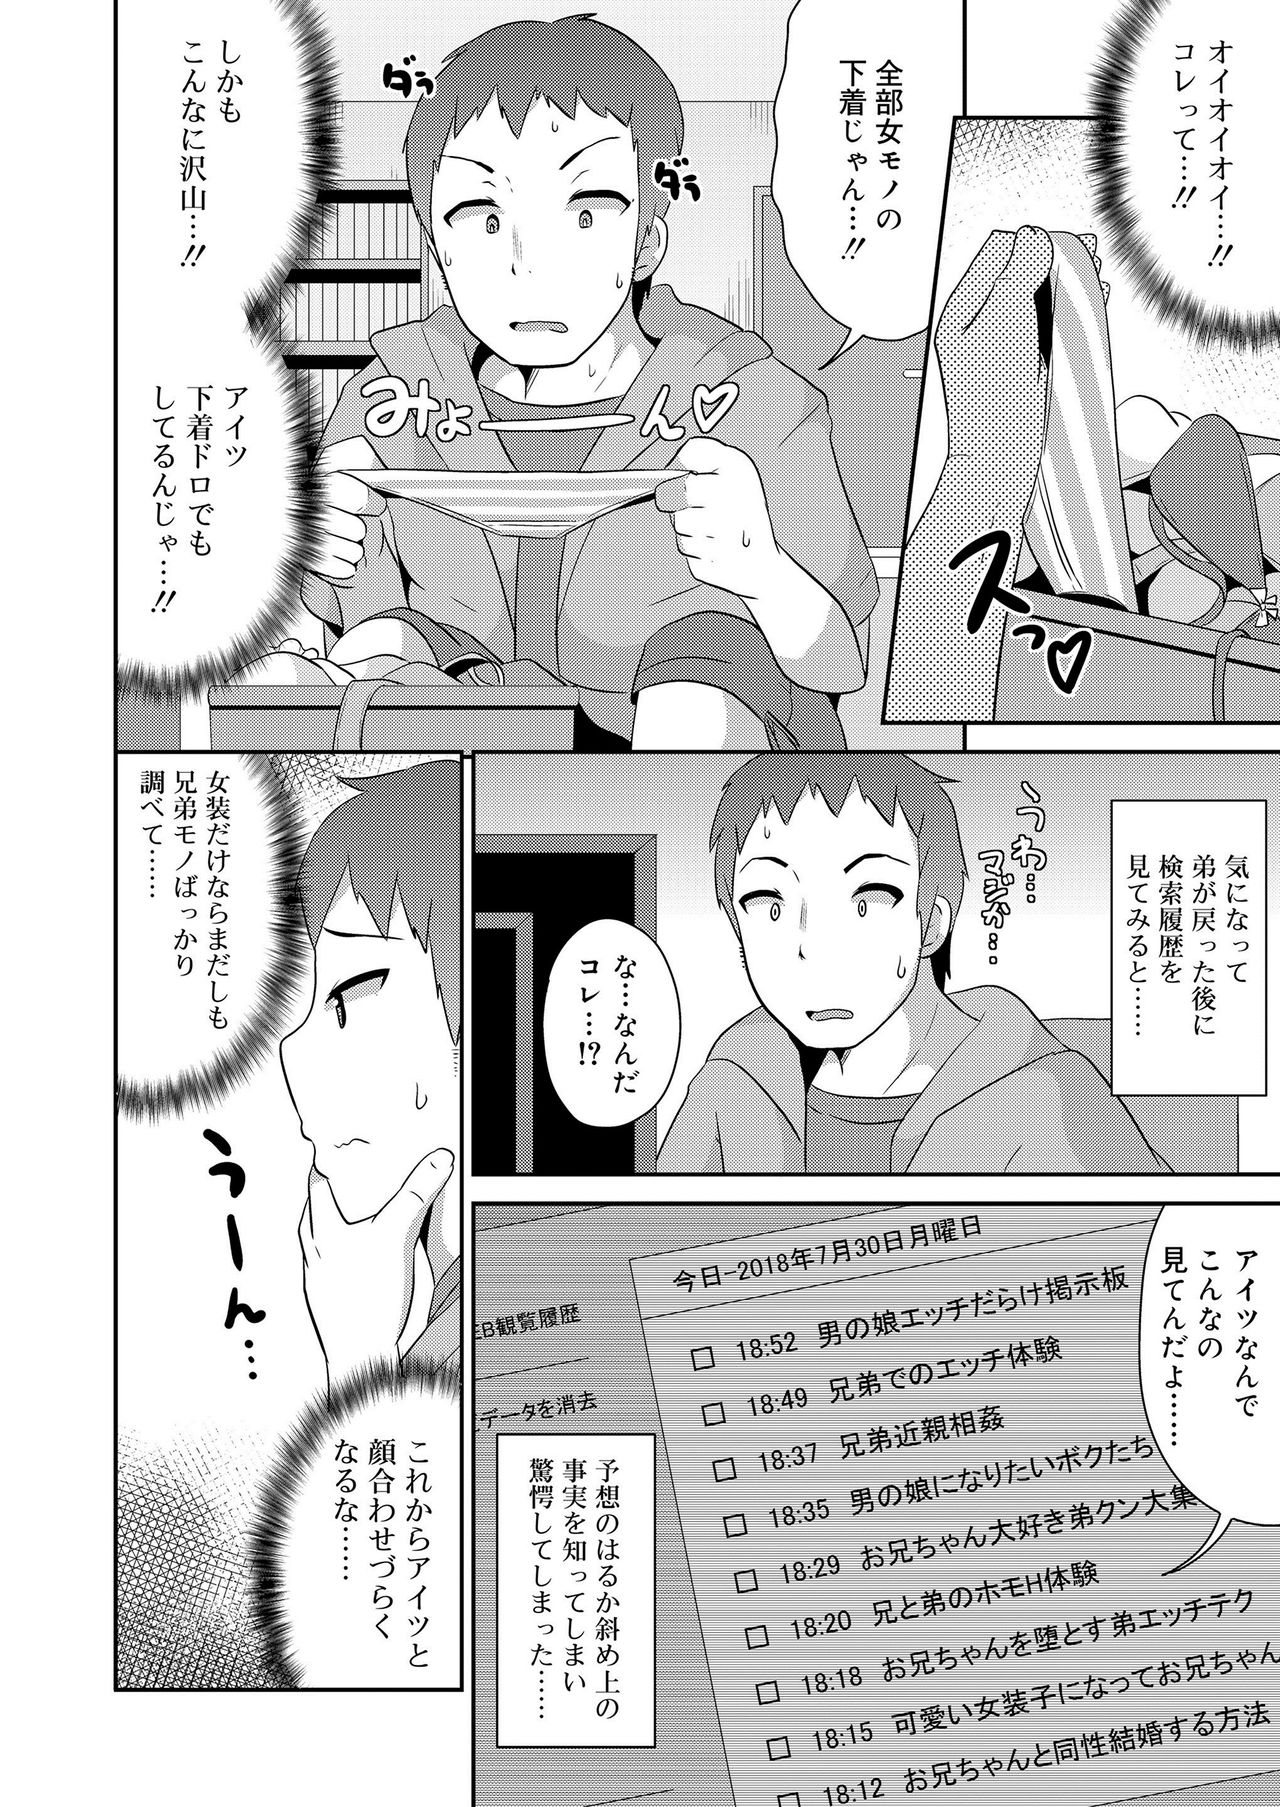 オイオイオイ…!!
コレって…!!
スっ♡
全部女モノの
下着じゃん…!!
ダラ
ダラ
みょーん♡
しかも
こんなに沢山…!!
アイツ
下着ドロでも
してるんじゃ…!!
気になって
弟が戻った後に
検索履歴を
見てみると……
うわ…
マジか…
な…なんだ
コレ…!?
アイツなんで
こんなの
見てんだよ……
今日-2018年7月30日月曜日
EB観覧履歴
データを消去
18:52 男の娘エッチだらけ掲示板
18:49 兄弟でのエッチ体験
18:37 兄弟近親相姦
18:35 男の娘になりたいボクたち
18:29 お兄ちゃん大好き弟クン大集
18:20 兄と弟のホモH体験
18:18 お兄ちゃんを堕とす弟エッチテク
18:15 可愛い女装子になってお兄ちゃん
18:12 お兄ちゃんと同性結婚する方法
予想のはるか斜め上の
事実を知ってしまい
驚愕してしまった……
女装だけならまだしも
兄弟モノばっかり
調べて……
うーん…
これからアイツと
顔合わせづらく
なるな……